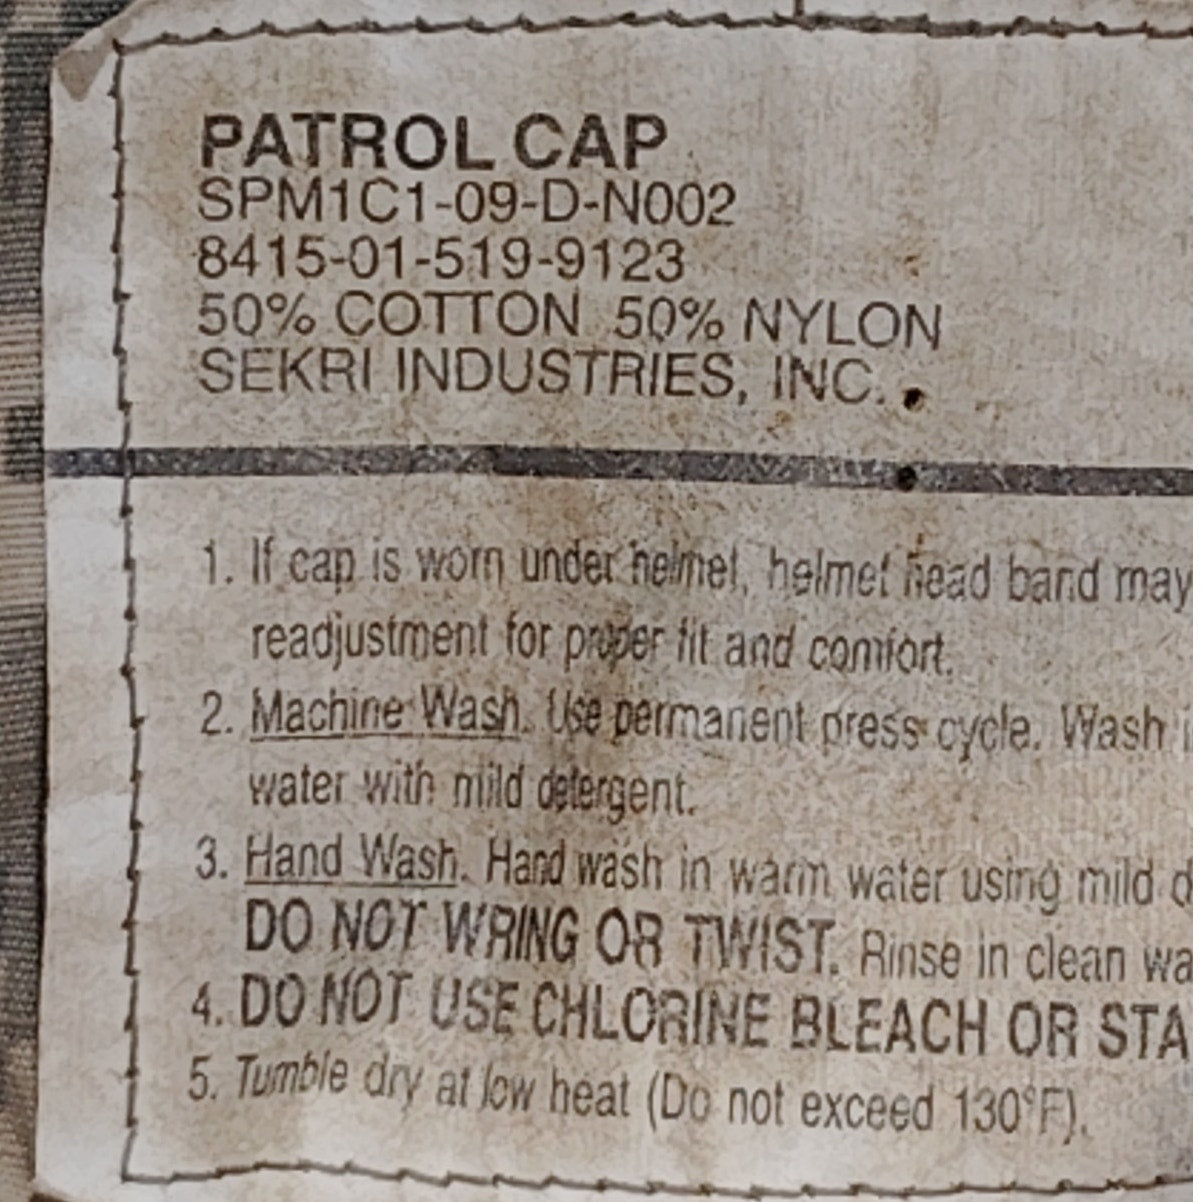 PATROL CAP
SPM1C1-09-D-N002
8415-01-519-9123
50% COTTON 50% NYLON
SEKRI INDUSTRIES, INC.
1. If cap is worn under helmet, helmet head band may
readjustment for proper fit and comfort.
2. Machine Wash. Use permanent press cycle. Wash i
water with mild detergent.
3. Hand Wash. Hand wash in warm water using mild d
DO NOT WRING OR TWIST. Rinse in clean wa
4. DO NOT USE CHLORINE BLEACH OR STA
5. Tumble dry at low heat (Do not exceed 130°F).